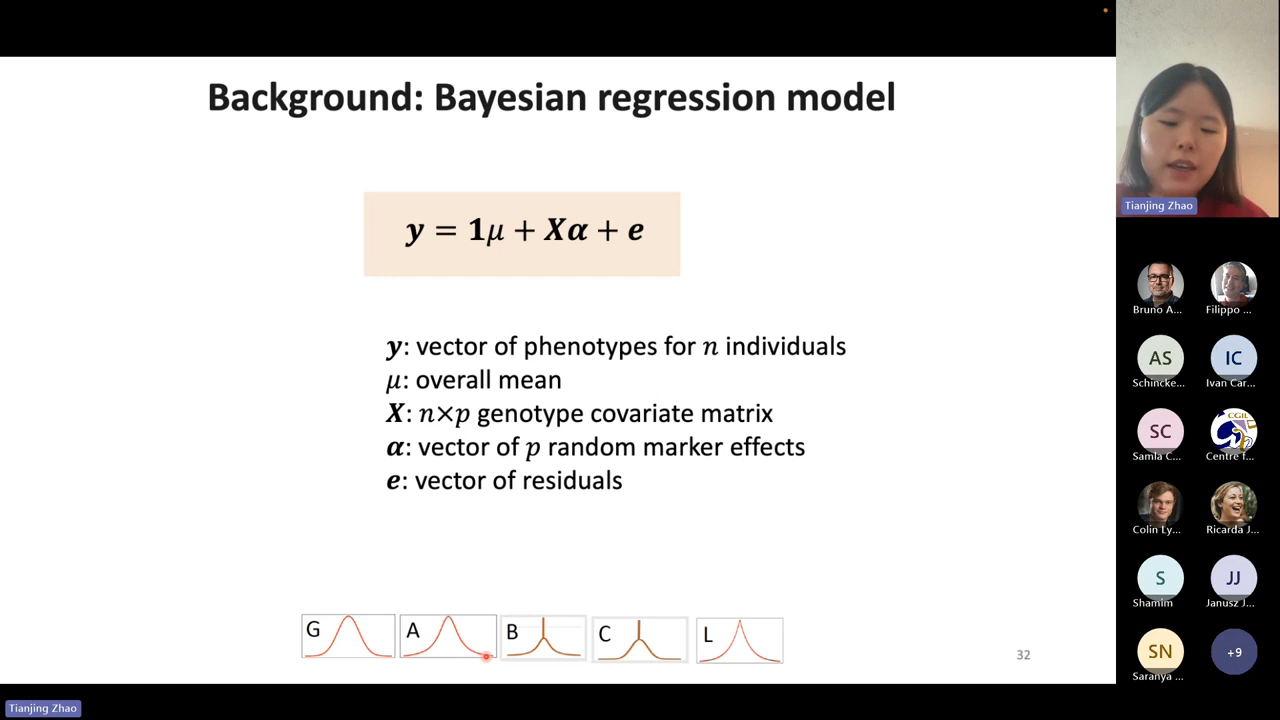 Background: Bayesian regression model
y = 1μ + Xα + e
y: vector of phenotypes for n individuals
μ: overall mean
X: n×p genotype covariate matrix
α: vector of p random marker effects
e: vector of residuals
G
A
B
C
L
32
Tianjing Zhao
Bruno A...
Filippo ...
AS
IC
Schincke...
Ivan Car...
SC
CGIL
Samla C...
Centre f...
Colin Ly...
Ricarda J...
S
JJ
Shamim
Janusz J...
SN
+9
Saranya ...
Tianjing Zhao